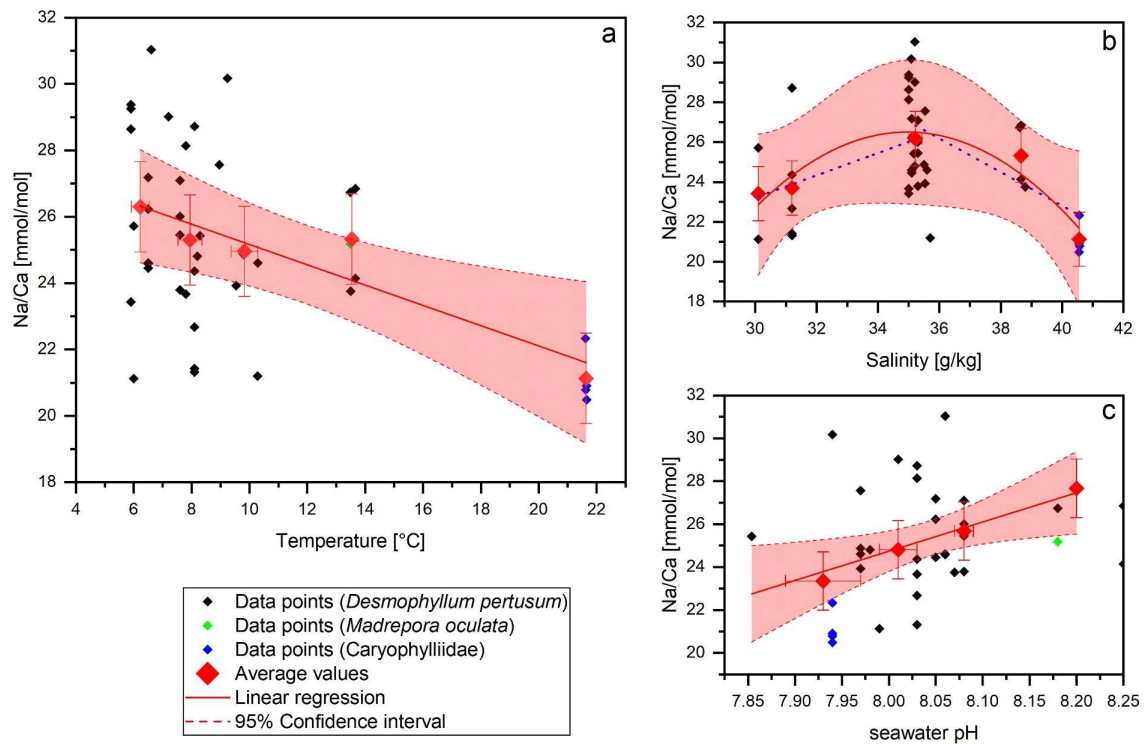 a
Na/Ca [mmol/mol]
32
30
28
26
24
22
20
18
4 6 8 10 12 14 16 18 20 22
Temperature [°C]
b
Na/Ca [mmol/mol]
32
30
28
26
24
22
20
18
30 32 34 36 38 40 42
Salinity [g/kg]
c
Na/Ca [mmol/mol]
32
30
28
26
24
22
20
7.85 7.90 7.95 8.00 8.05 8.10 8.15 8.20 8.25
seawater pH
Data points (Desmophyllum pertusum)
Data points (Madrepora oculata)
Data points (Caryophylliidae)
Average values
Linear regression
95% Confidence interval